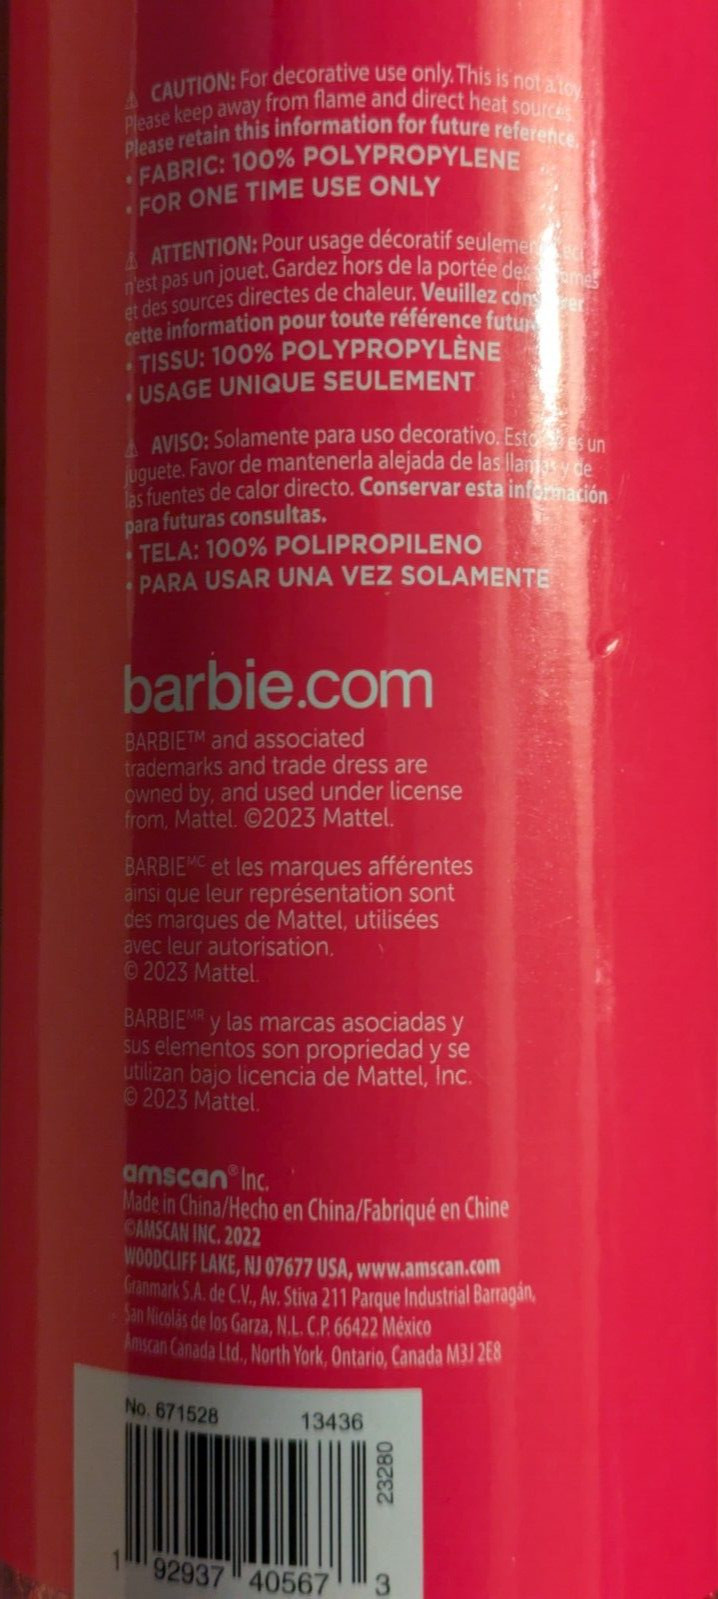 ⚠ CAUTION: For decorative use only. This is not a toy.
Please keep away from flame and direct heat sources.
Please retain this information for future reference.
• FABRIC: 100% POLYPROPYLENE
• FOR ONE TIME USE ONLY
⚠ ATTENTION: Pour usage décoratif seulement.
n'est pas un jouet. Gardez hors de la portée des
et des sources directes de chaleur. Veuillez
cette information pour toute référence
• TISSU: 100% POLYPROPYLÈNE
• USAGE UNIQUE SEULEMENT
⚠ AVISO: Solamente para uso decorativo. Esto es un
juguete. Favor de mantenerla alejada de las llamas y de
las fuentes de calor directo. Conservar esta información
para futuras consultas.
• TELA: 100% POLIPROPILENO
• PARA USAR UNA VEZ SOLAMENTE
barbie.com
BARBIE™ and associated
trademarks and trade dress are
owned by, and used under license
from, Mattel. ©2023 Mattel.
BARBIEᴹᶜ et les marques afférentes
ainsi que leur représentation sont
des marques de Mattel, utilisées
avec leur autorisation.
© 2023 Mattel.
BARBIEᴹᴿ y las marcas asociadas y
sus elementos son propiedad y se
utilizan bajo licencia de Mattel, Inc.
© 2023 Mattel.
amscan® Inc.
Made in China/Hecho en China/Fabriqué en Chine
©AMSCAN INC. 2022
WOODCLIFF LAKE, NJ 07677 USA, www.amscan.com
Granmark S.A. de C.V., Av. Stiva 211 Parque Industrial Barragán,
San Nicolás de los Garza, N.L. C.P. 66422 México
Amscan Canada Ltd., North York, Ontario, Canada M3J 2E8
No. 671528 13436
23280
1 92937 40567 3